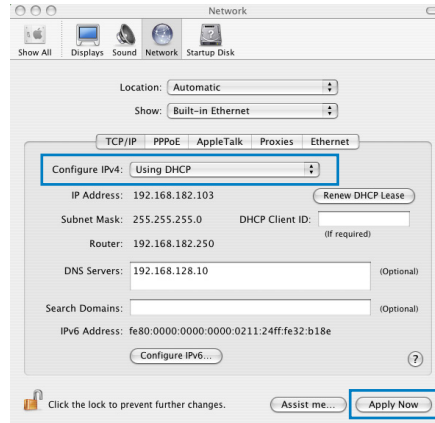 Network
Show All Displays Sound Network Startup Disk
Location: Automatic
Show: Built-in Ethernet
TCP/IP PPPoE AppleTalk Proxies Ethernet
Configure IPv4: Using DHCP
IP Address: 192.168.182.103 Renew DHCP Lease
Subnet Mask: 255.255.255.0 DHCP Client ID:
(If required)
Router: 192.168.182.250
DNS Servers: 192.168.128.10 (Optional)
Search Domains: (Optional)
IPv6 Address: fe80:0000:0000:0000:0211:24ff:fe32:b18e
Configure IPv6... ?
Click the lock to prevent further changes. Assist me... Apply Now